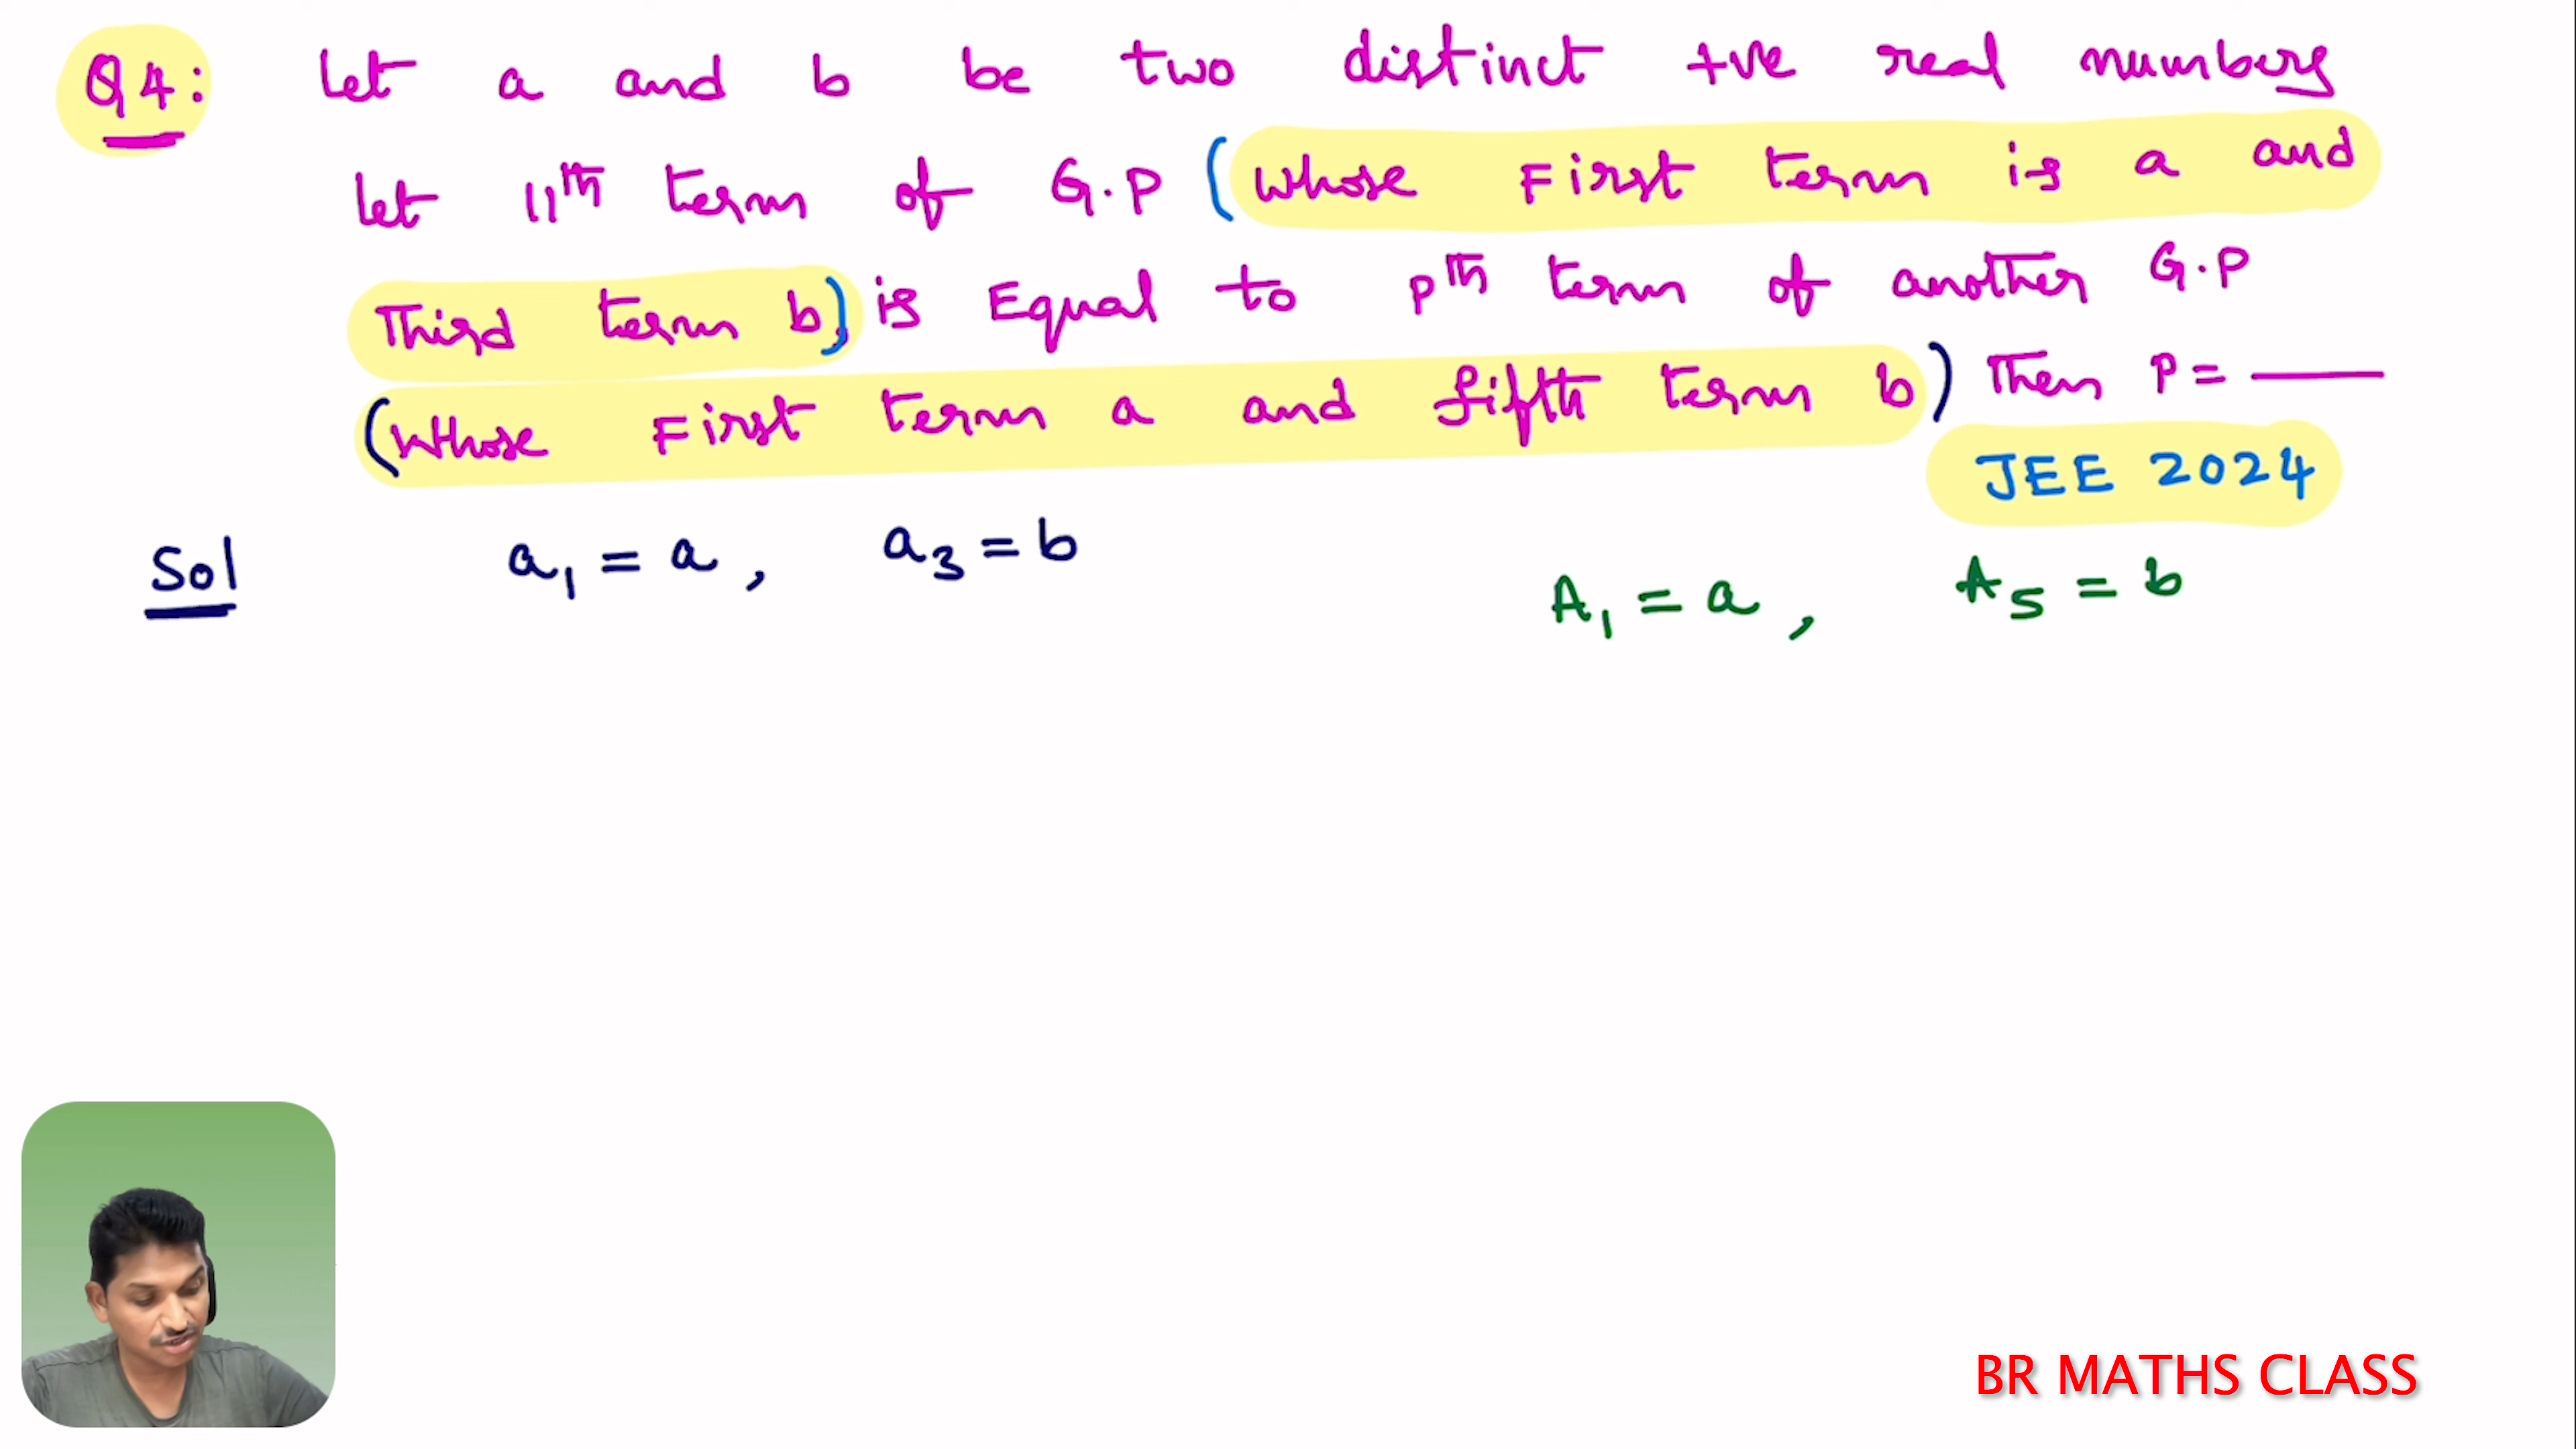 Q4: Let a and b be two distinct +ve real numbers
Let 11th term of G.P (Whose First term is a and
Third term b), is Equal to Pth term of another G.P
(Whose First term a and fifth term b) Then P = ___
JEE 2024
Sol a₁ = a , a₃ = b
A₁ = a , A₅ = b
BR MATHS CLASS